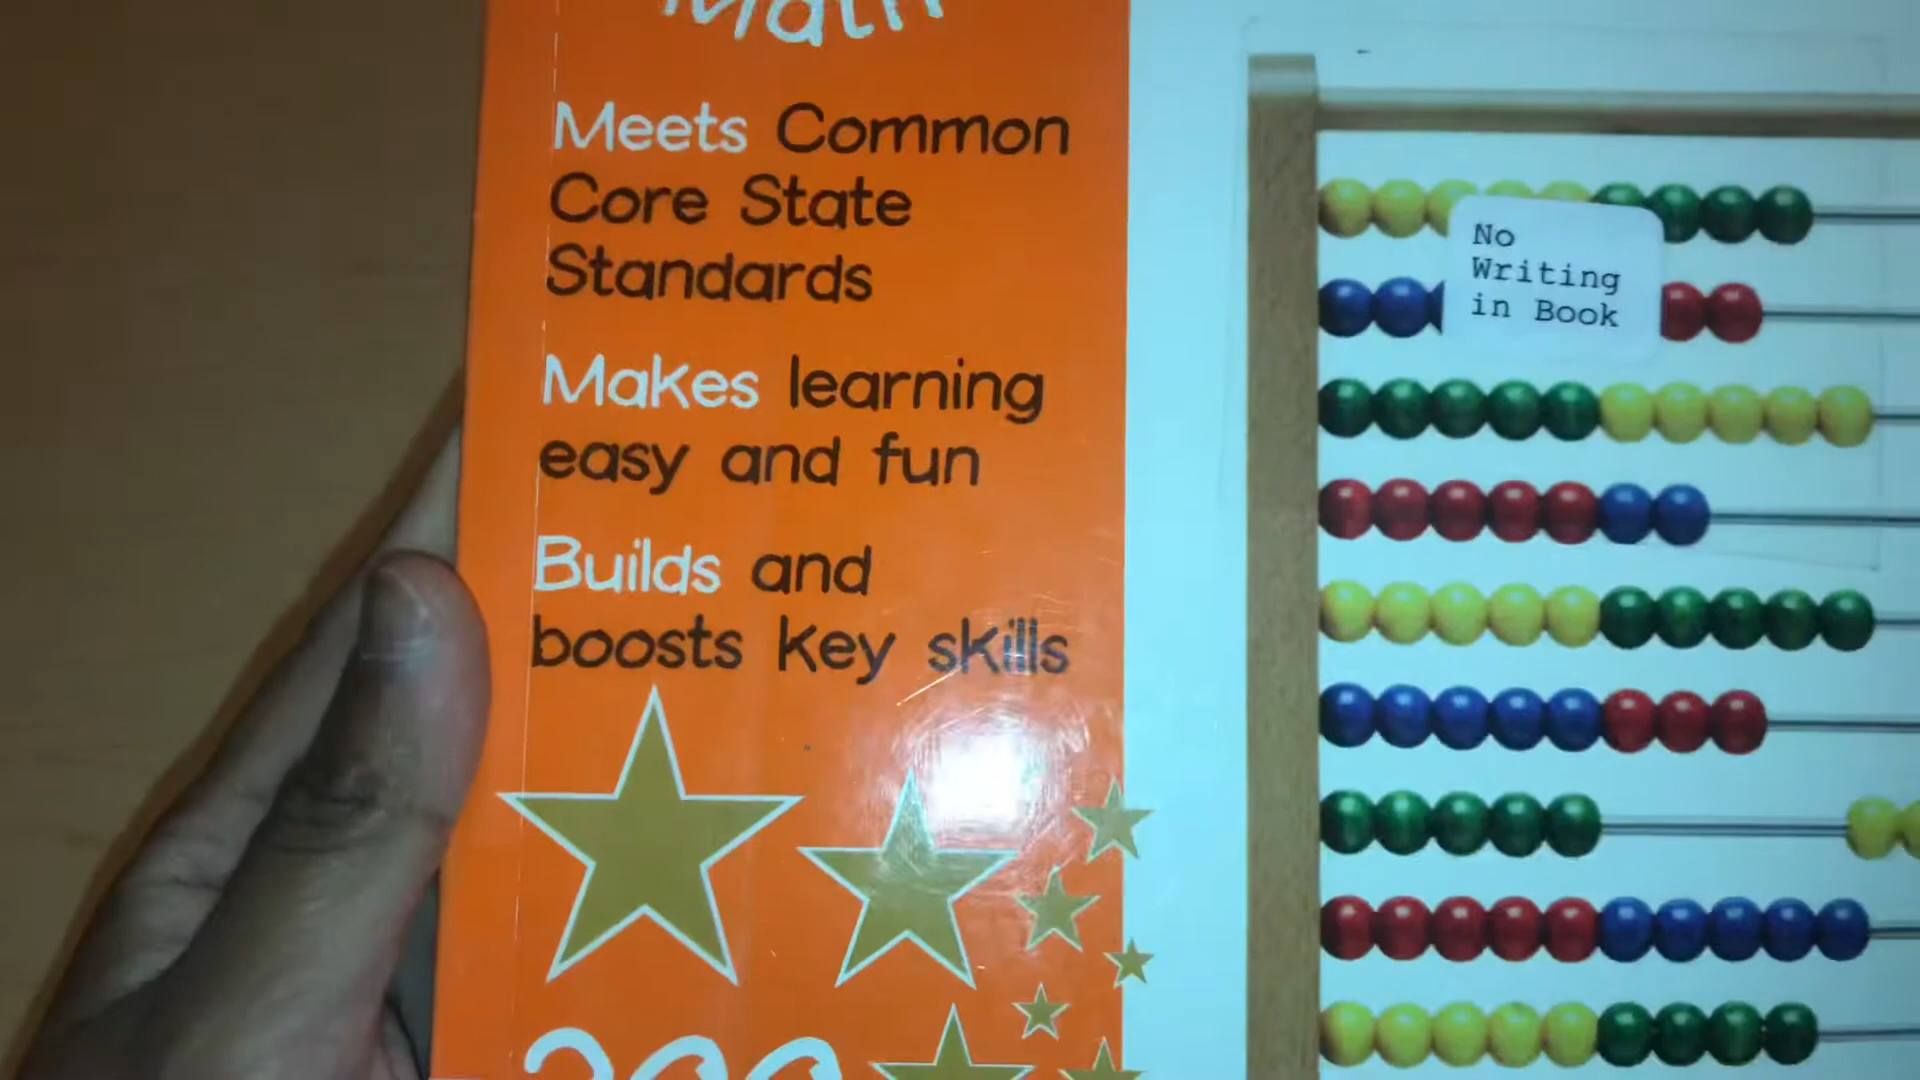 Math
Meets Common
Core State
Standards
Makes learning
easy and fun
Builds and
boosts key skills
No
Writing
in Book